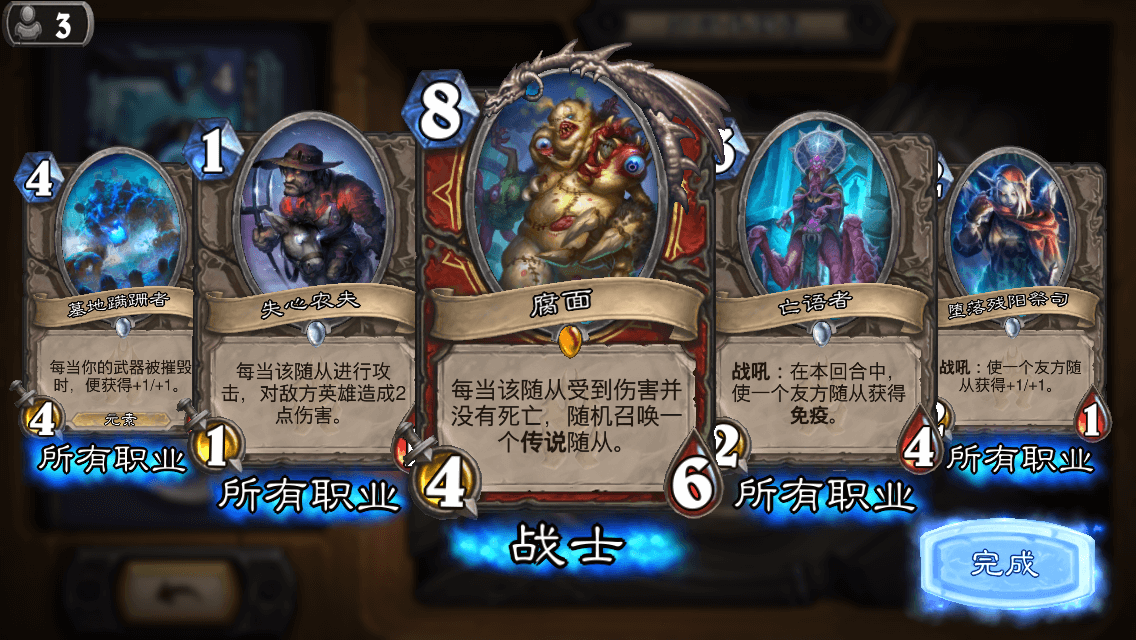 3
4
墓地蹒跚者
每当你的武器被摧毁
时，便获得+1/+1。
元素
4
所有职业
1
失心农夫
每当该随从进行攻
击，对敌方英雄造成2
点伤害。
1
所有职业
8
腐面
每当该随从受到伤害并
没有死亡，随机召唤一
个传说随从。
4
6
战士
亡语者
战吼：在本回合中，
使一个友方随从获得
免疫。
2
4
所有职业
堕落残阳祭司
战吼：使一个友方随
从获得+1/+1。
1
所有职业
完成